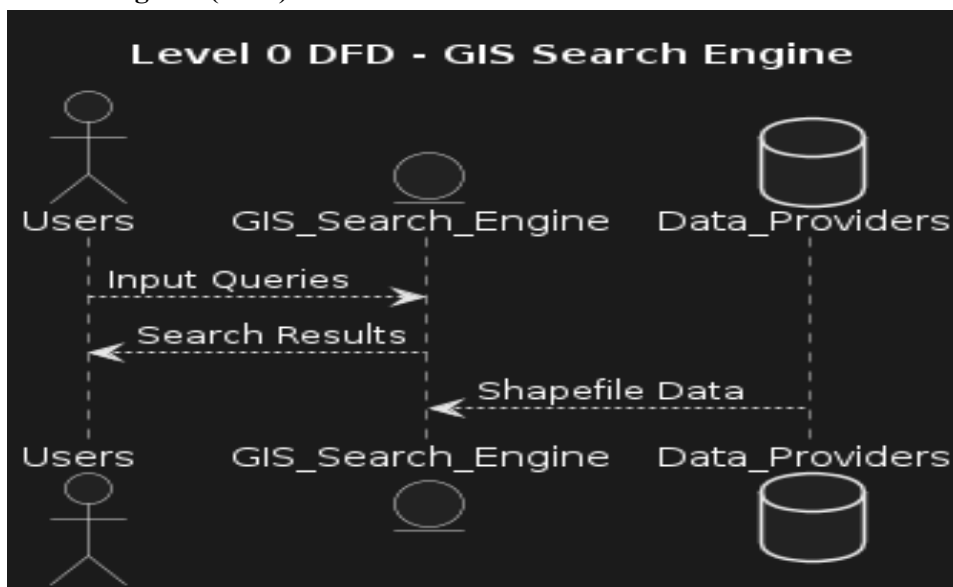 Level 0 DFD - GIS Search Engine
Users GIS_Search_Engine Data_Providers
Input Queries
Search Results
Shapefile Data
Users GIS_Search_Engine Data_Providers